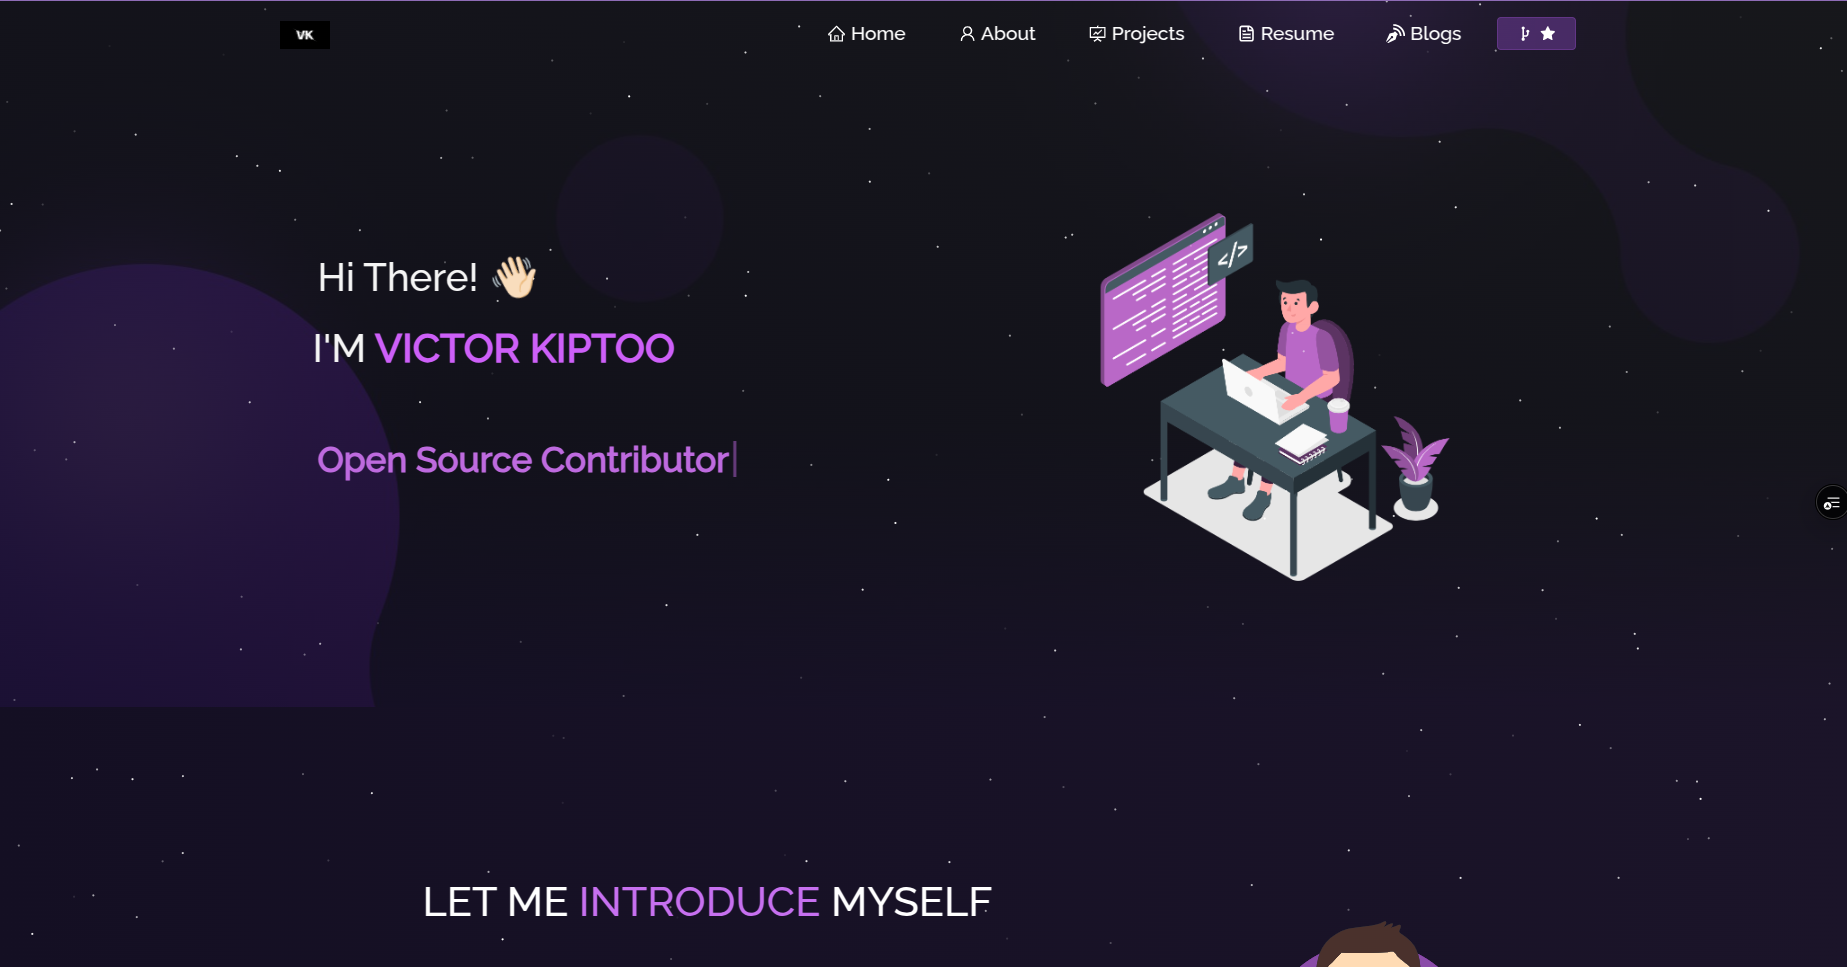 VK
Home
About
Projects
Resume
Blogs
Hi There! 👋🏻
I'M VICTOR KIPTOO
Open Source Contributor
</>
LET ME INTRODUCE MYSELF